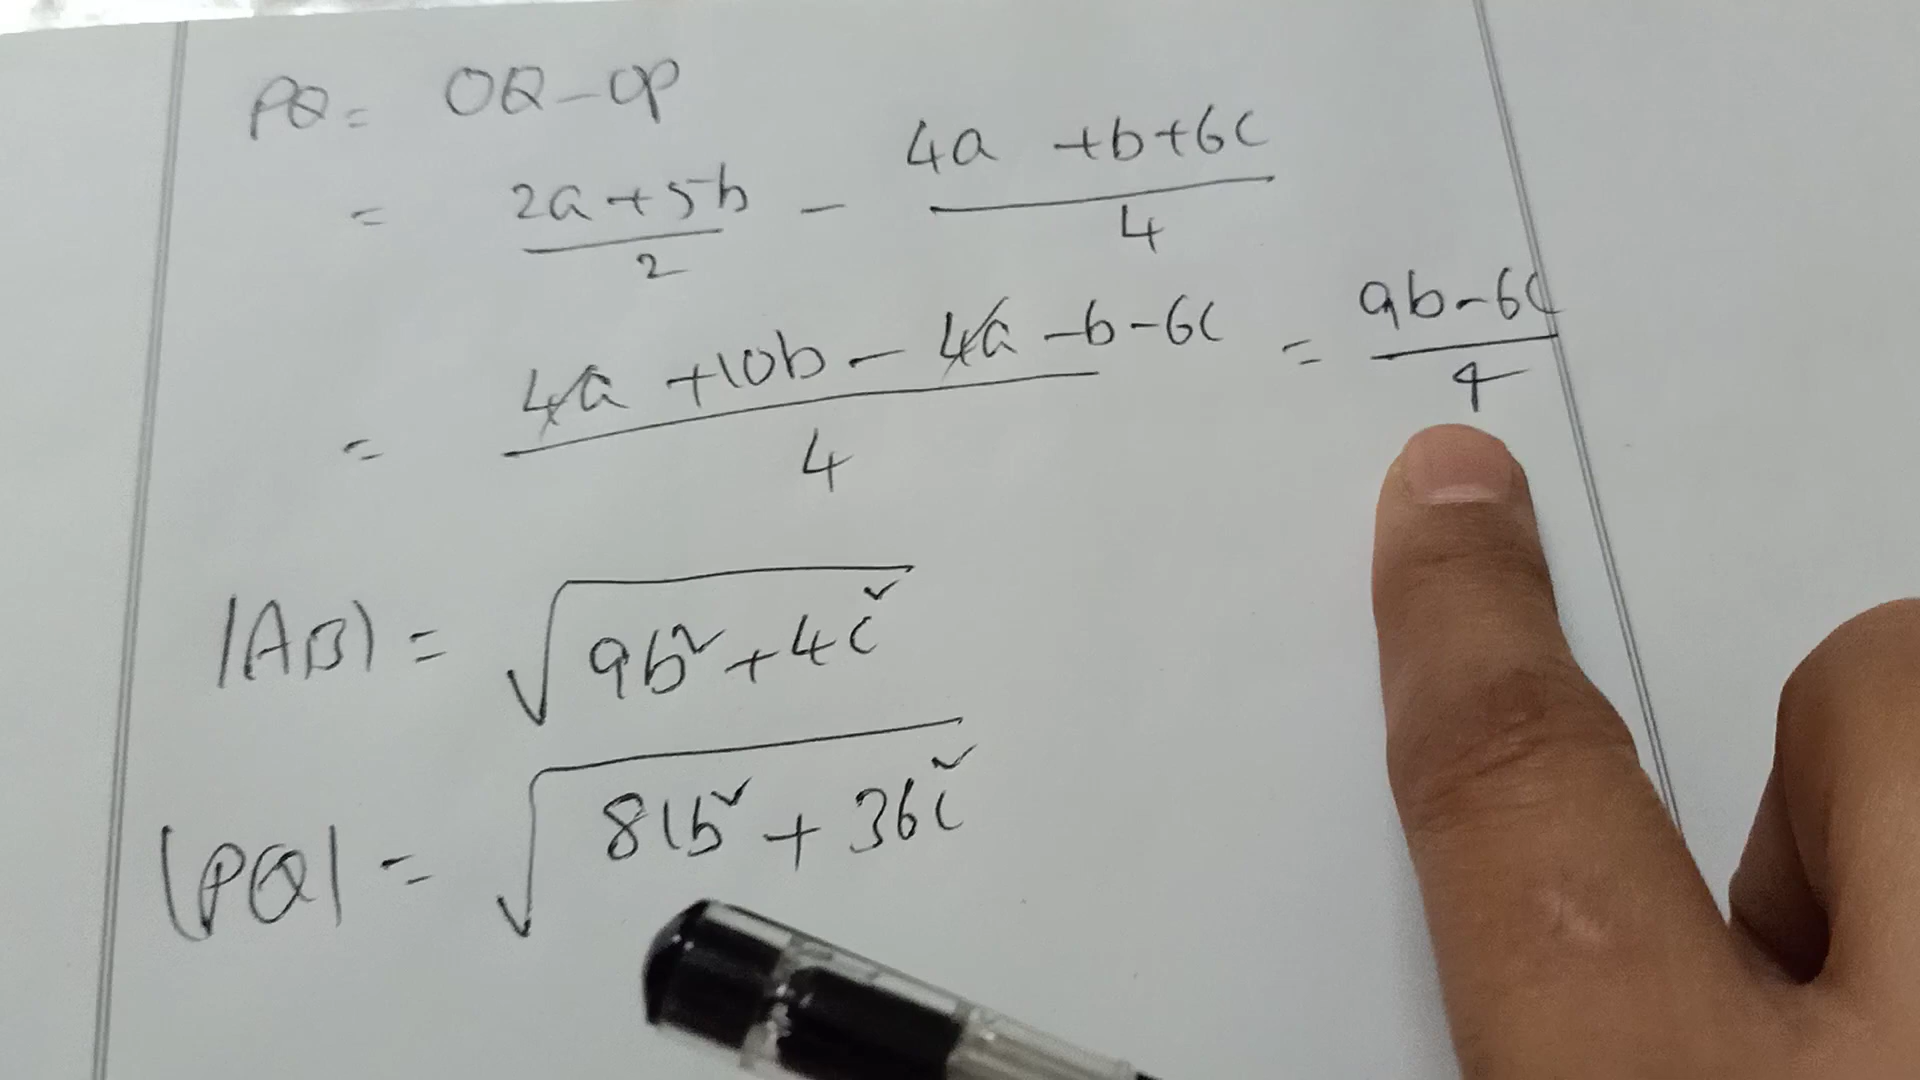 PQ = OQ - OP
= 2a+5b/2 - 4a +b+6c/4
= 4a +10b - 4a -b-6c/4 = 9b-6c/4
|AB| = √9b²+4c²
|PQ| = √81b² + 36c²